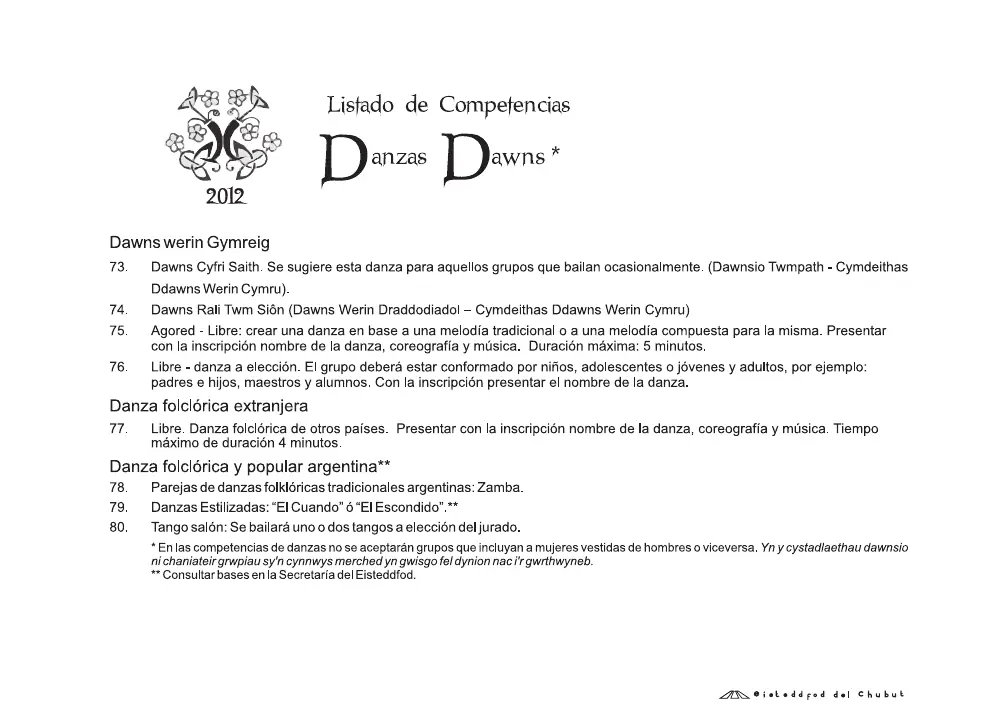 Listado de Competencias
Danzas Dawns *
2012
Dawns werin Gymreig
73. Dawns Cyfri Saith. Se sugiere esta danza para aquellos grupos que bailan ocasionalmente. (Dawnsio Twmpath - Cymdeithas
Ddawns Werin Cymru).
74. Dawns Rali Twm Siôn (Dawns Werin Draddodiadol – Cymdeithas Ddawns Werin Cymru)
75. Agored - Libre: crear una danza en base a una melodía tradicional o a una melodía compuesta para la misma. Presentar
con la inscripción nombre de la danza, coreografía y música. Duración máxima: 5 minutos.
76. Libre - danza a elección. El grupo deberá estar conformado por niños, adolescentes o jóvenes y adultos, por ejemplo:
padres e hijos, maestros y alumnos. Con la inscripción presentar el nombre de la danza.
Danza folclórica extranjera
77. Libre. Danza folclórica de otros países. Presentar con la inscripción nombre de la danza, coreografía y música. Tiempo
máximo de duración 4 minutos.
Danza folclórica y popular argentina**
78. Parejas de danzas folklóricas tradicionales argentinas: Zamba.
79. Danzas Estilizadas: “El Cuando” ó “El Escondido”.**
80. Tango salón: Se bailará uno o dos tangos a elección del jurado.
* En las competencias de danzas no se aceptarán grupos que incluyan a mujeres vestidas de hombres o viceversa. Yn y cystadlaethau dawnsio
ni chaniateir grwpiau sy'n cynnwys merched yn gwisgo fel dynion nac i'r gwrthwyneb.
** Consultar bases en la Secretaría del Eisteddfod.
eisteddfod del Chubut